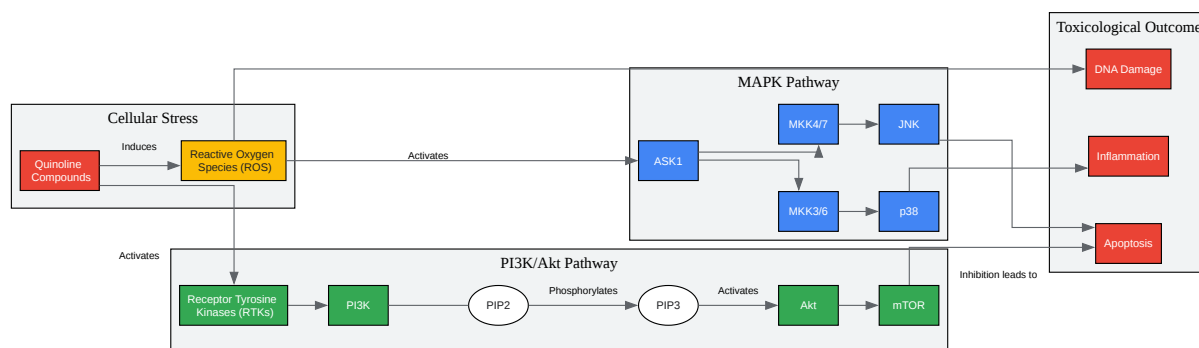 Toxicological Outcome
DNA Damage
MAPK Pathway
Cellular Stress
MKK4/7
JNK
Induces
Reactive Oxygen
Species (ROS)
Activates
Quinoline
Compounds
ASK1
Inflammation
MKK3/6
p38
Apoptosis
Activates
PI3K/Akt Pathway
Inhibition leads to
Receptor Tyrosine
Kinases (RTKs)
PI3K
PIP2
Phosphorylates
PIP3
Activates
Akt
mTOR